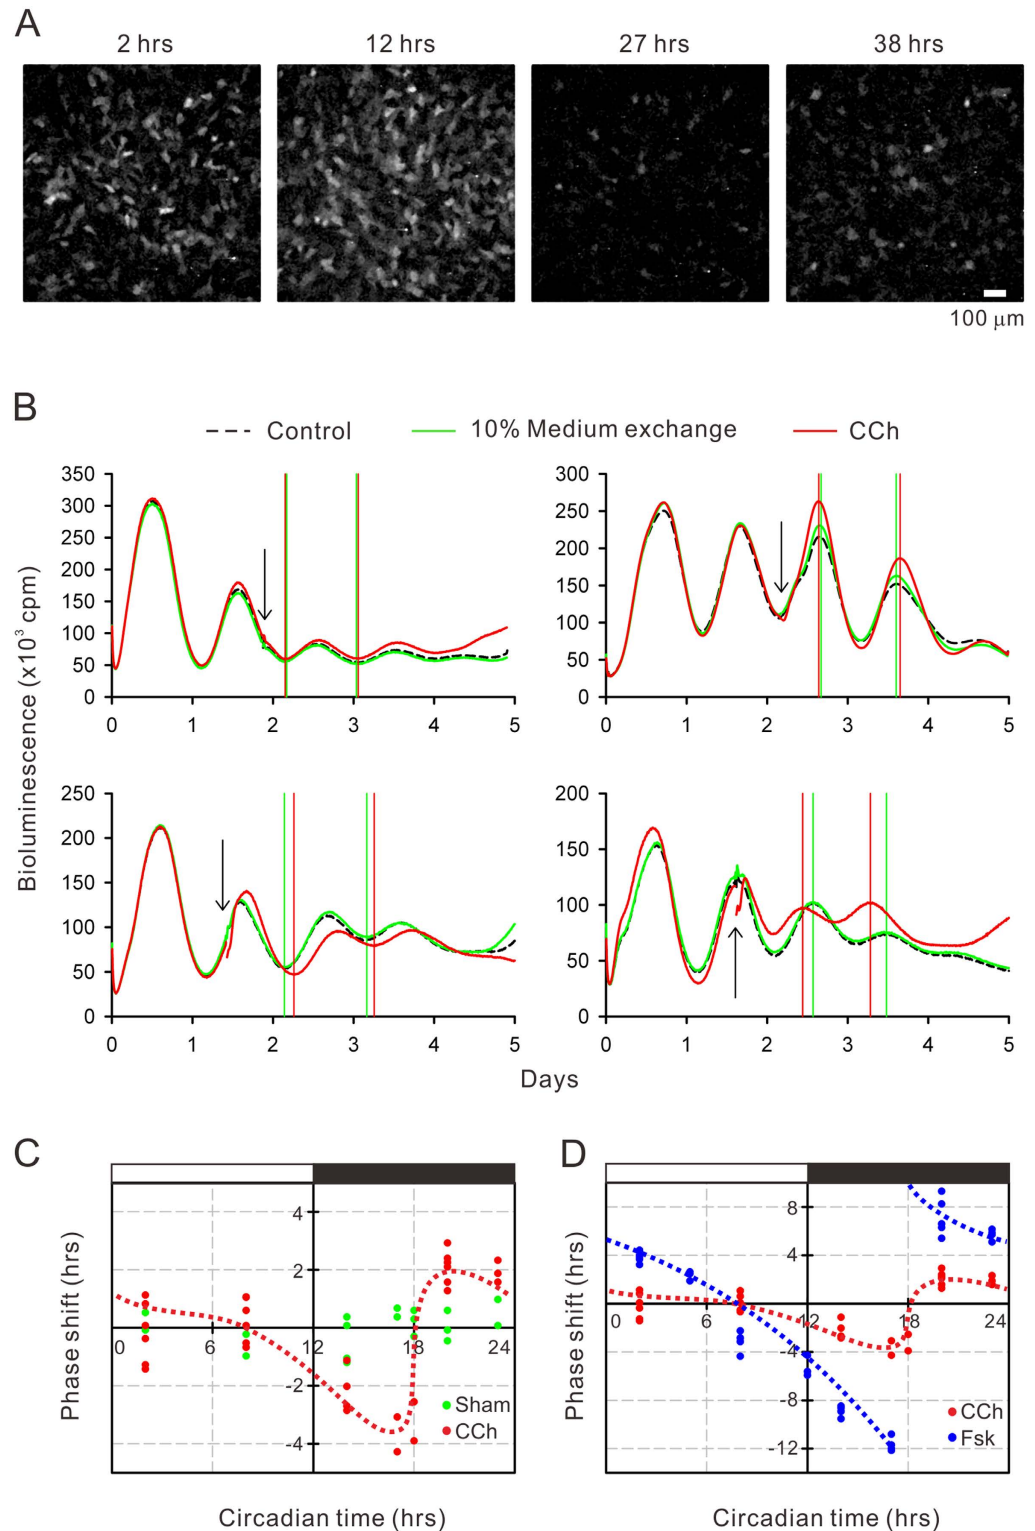 A
2 hrs 12 hrs 27 hrs 38 hrs
100 μm
B
Control 10% Medium exchange CCh
Bioluminescence (x10³ cpm)
350
300
250
200
150
100
50
0
0 1 2 3 4 5
300
250
200
150
100
50
0
0 1 2 3 4 5
250
200
150
100
50
0
0 1 2 3 4 5
200
150
100
50
0
0 1 2 3 4 5
Days
C
Phase shift (hrs)
4
2
0 6 12 18 24
-2
-4
Sham
CCh
Circadian time (hrs)
D
Phase shift (hrs)
8
4
0 6 12 18 24
-4
-8
-12
CCh
Fsk
Circadian time (hrs)